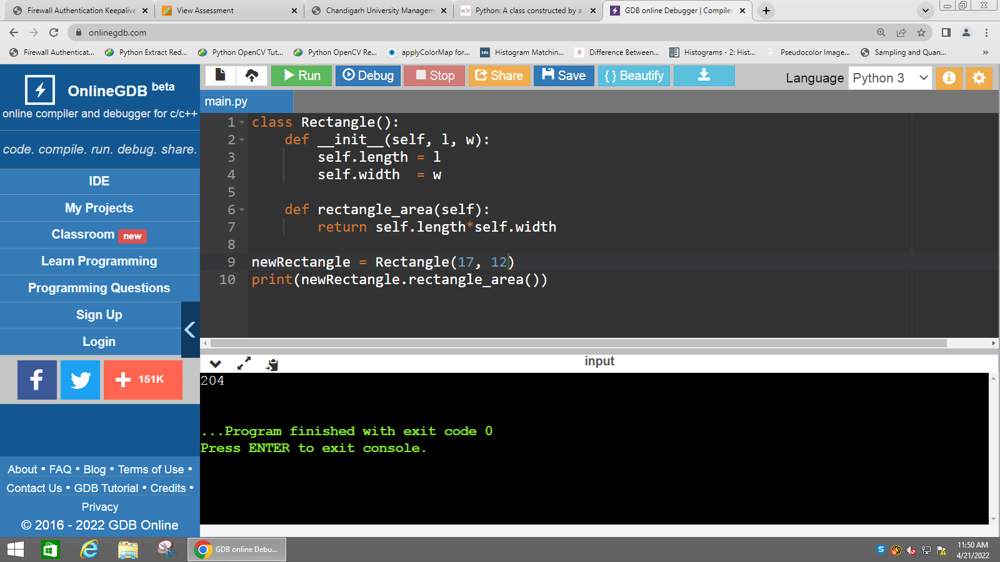 Firewall Authentication Keepalive
View Assessment
Chandigarh University Managem
Python: A class constructed by a
GDB online Debugger | Compiler
onlinegdb.com
Firewall Authenticat...
Python Extract Red...
Python OpenCV Tut...
Python OpenCV Re...
applyColorMap for...
tds Histogram Matchin...
Difference Between...
Histograms - 2: Hist...
Pseudocolor Image...
Sampling and Quan...
»
OnlineGDB beta
online compiler and debugger for c/c++
code. compile. run. debug. share.
IDE
My Projects
Classroom new
Learn Programming
Programming Questions
Sign Up
Login
f
+ 151K
About • FAQ • Blog • Terms of Use •
Contact Us • GDB Tutorial • Credits •
Privacy
© 2016 - 2022 GDB Online
Run
Debug
Stop
Share
Save
{ } Beautify
Language Python 3
main.py
1 class Rectangle():
2 def __init__(self, l, w):
3 self.length = l
4 self.width  = w
5
6 def rectangle_area(self):
7 return self.length*self.width
8
9 newRectangle = Rectangle(17, 12)
10 print(newRectangle.rectangle_area())
input
204
...Program finished with exit code 0
Press ENTER to exit console.
GDB online Debu...
11:50 AM
4/21/2022